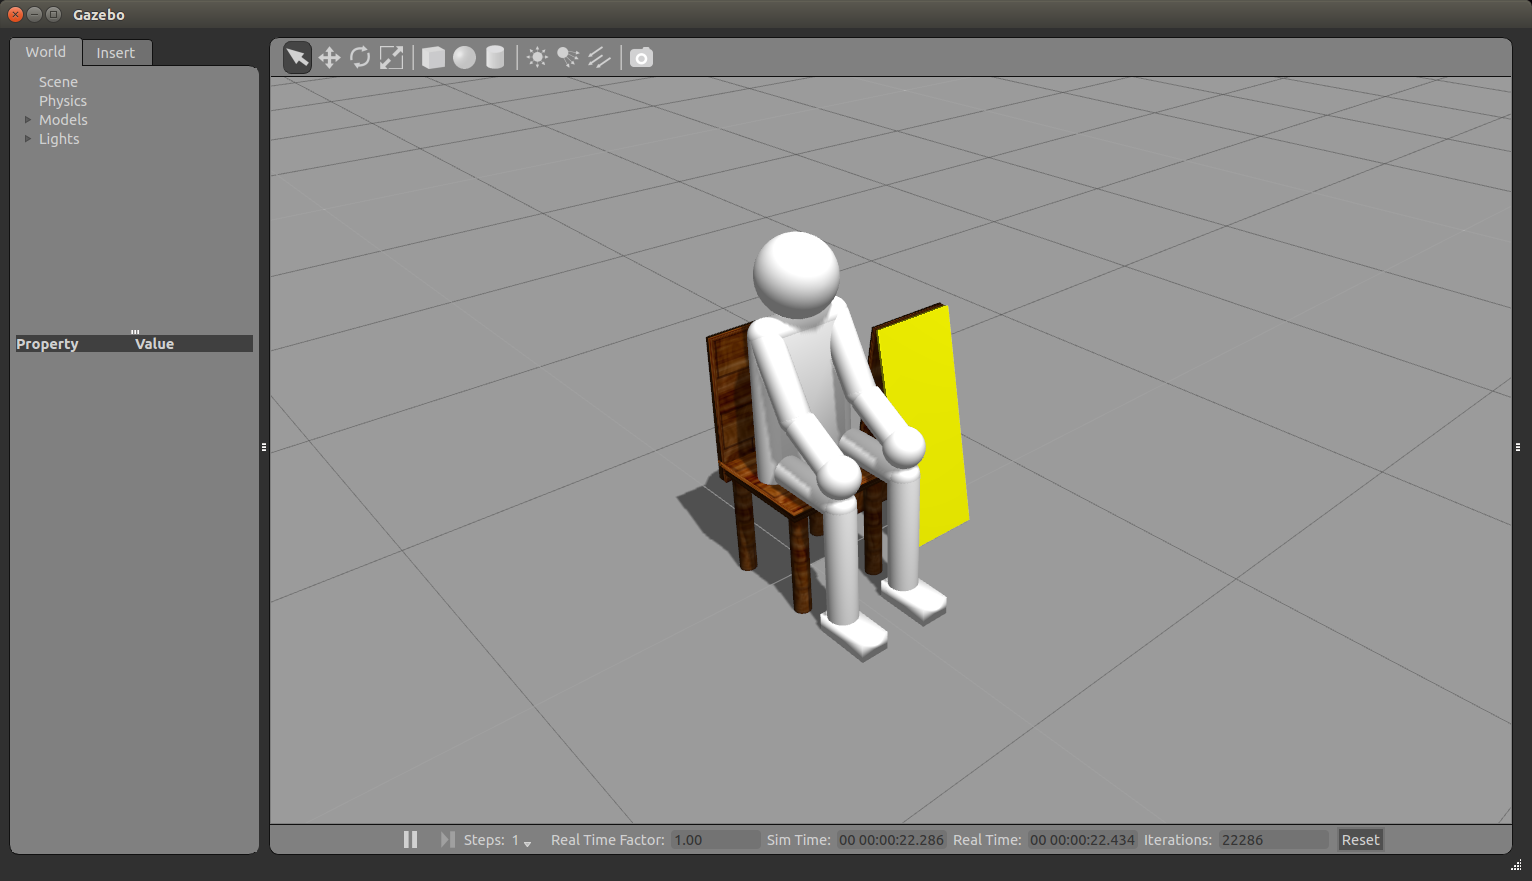 Gazebo
World Insert
Scene
Physics
Models
Lights
Property Value
Steps: 1 Real Time Factor: 1.00 Sim Time: 00 00:00:22.286 Real Time: 00 00:00:22.434 Iterations: 22286 Reset